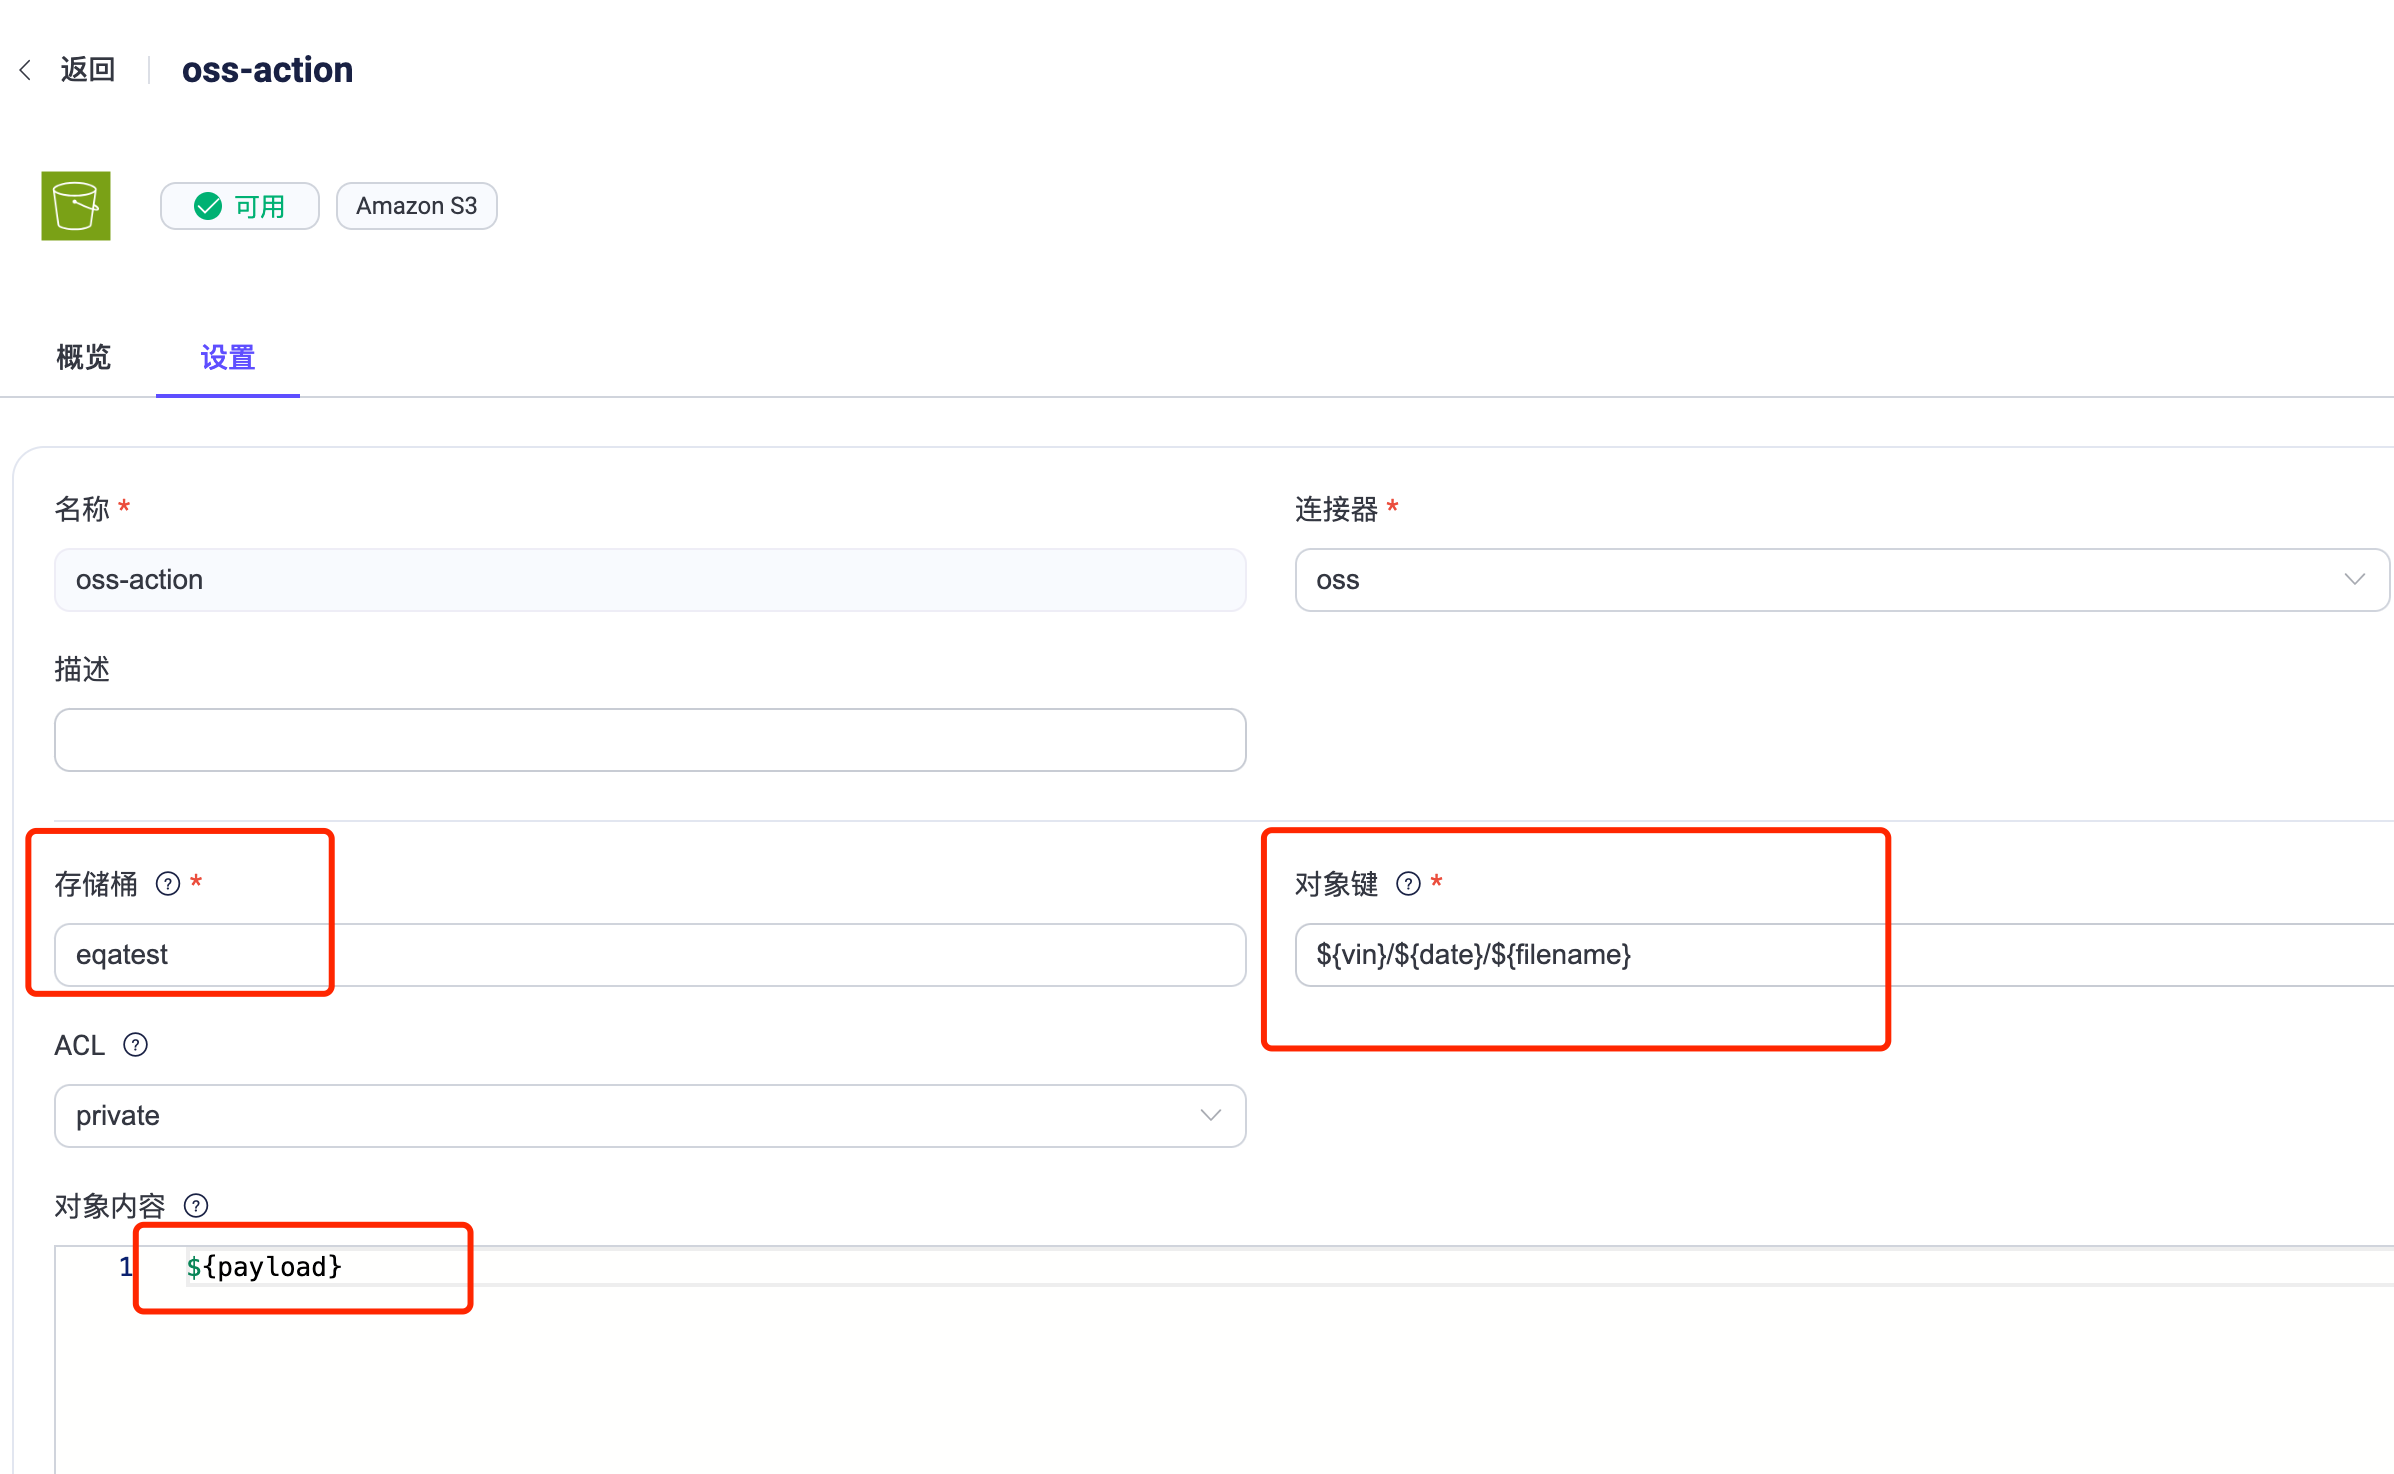 返回 oss-action
可用 Amazon S3
概览 设置
名称 * 连接器 *
oss-action oss
描述
存储桶 ? * 对象键 ? *
eqatest ${vin}/${date}/${filename}
ACL ?
private
对象内容 ?
1 ${payload}